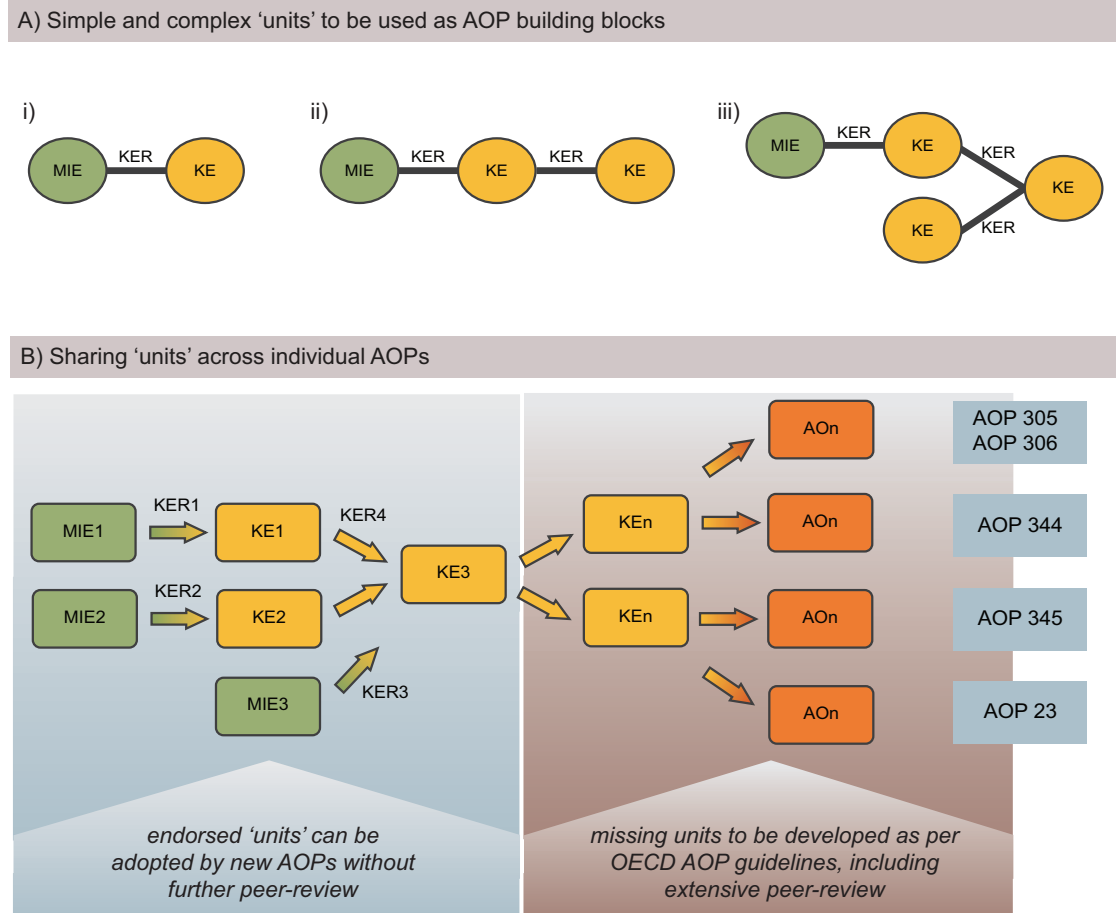 A) Simple and complex ‘units’ to be used as AOP building blocks
i)
MIE
KER
KE
ii)
MIE
KER
KE
KER
KE
iii)
MIE
KER
KE
KER
KE
KE
KER
B) Sharing ‘units’ across individual AOPs
MIE1
KER1
KE1
KER4
MIE2
KER2
KE2
KE3
MIE3
KER3
KEn
KEn
AOn
AOn
AOn
AOn
AOP 305
AOP 306
AOP 344
AOP 345
AOP 23
endorsed ‘units’ can be
adopted by new AOPs without
further peer-review
missing units to be developed as per
OECD AOP guidelines, including
extensive peer-review